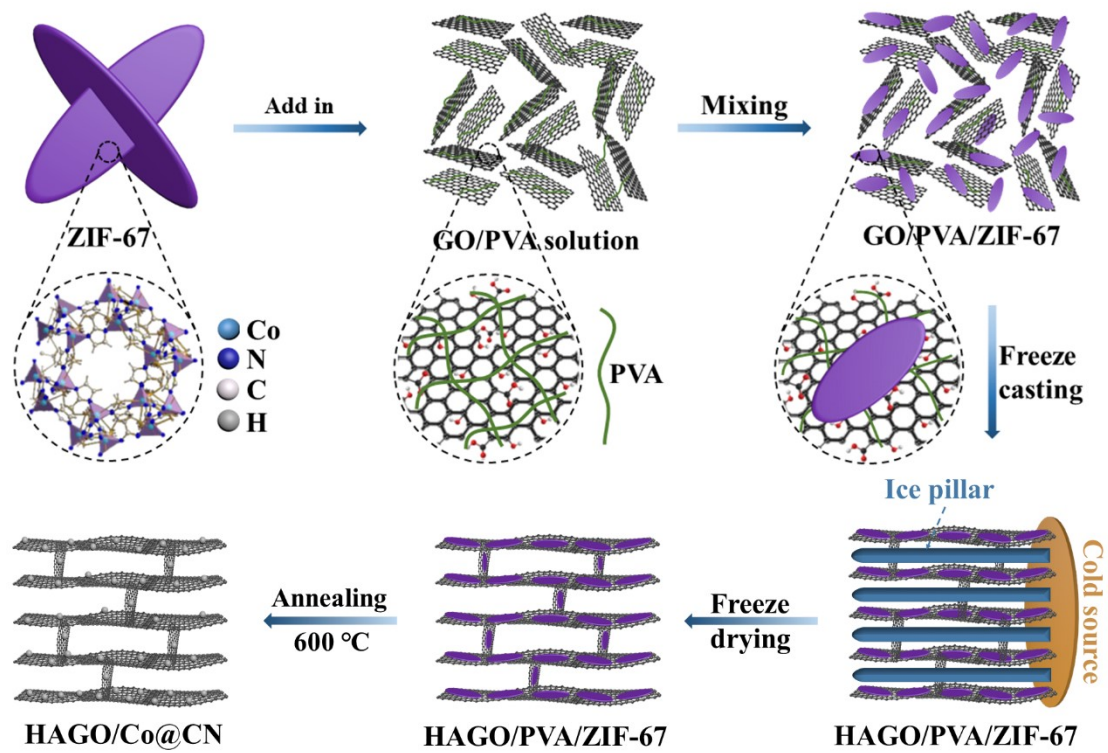 Add in
Mixing
ZIF-67
GO/PVA solution
GO/PVA/ZIF-67
Co
N
C
H
PVA
Freeze
casting
Ice pillar
Cold source
Annealing
600 °C
Freeze
drying
HAGO/Co@CN
HAGO/PVA/ZIF-67
HAGO/PVA/ZIF-67